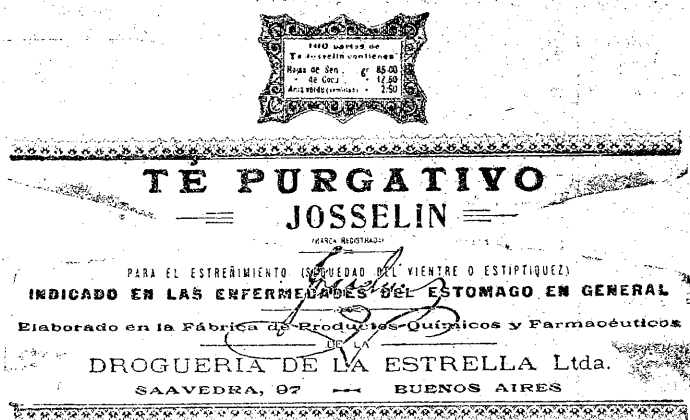 100 partes de
Te Josselin contienen
Hojas de Sen gr 85.00
" de Coca " 12.50
Anis verde (semillas) " 2.50
TÉ PURGATIVO
JOSSELIN
(MARCA REGISTRADA)
PARA EL ESTREÑIMIENTO (SEQUEDAD DEL VIENTRE O ESTIPTIQUEZ)
INDICADO EN LAS ENFERMEDADES DEL ESTOMAGO EN GENERAL
Josselin
Elaborado en la Fábrica de Productos Químicos y Farmacéuticos
DE LA
DROGUERIA DE LA ESTRELLA Ltda.
SAAVEDRA, 97 BUENOS AIRES